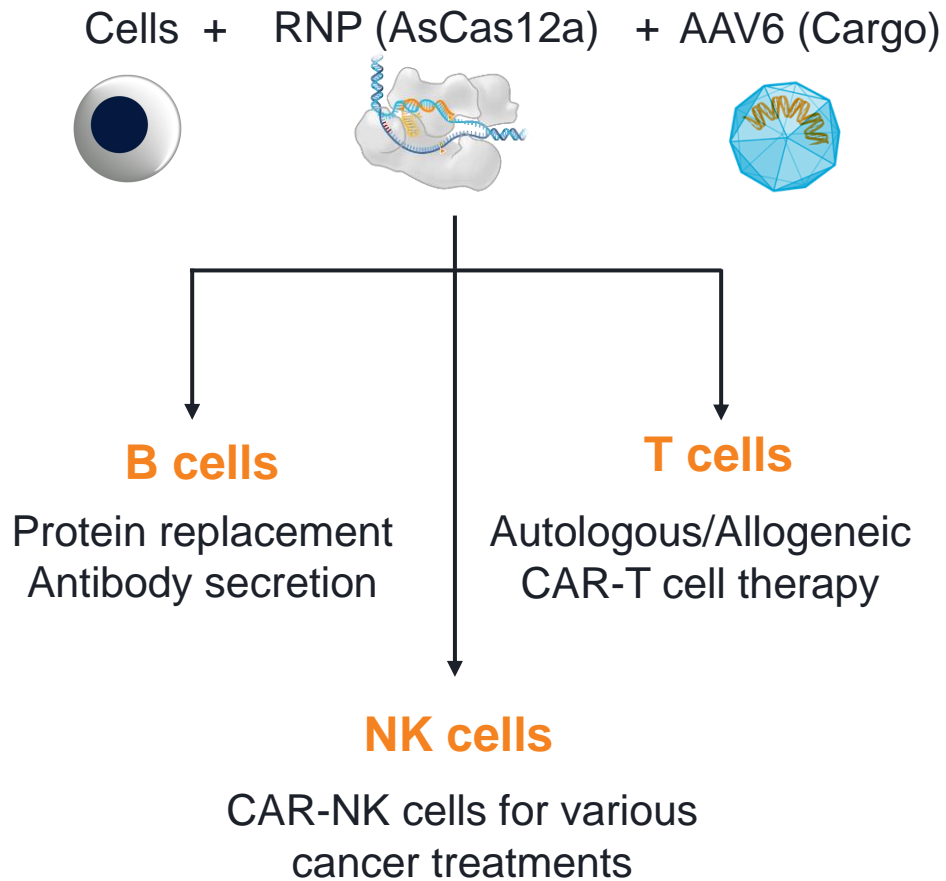 Cells + RNP (AsCas12a) + AAV6 (Cargo)
B cells
Protein replacement
Antibody secretion
T cells
Autologous/Allogeneic
CAR-T cell therapy
NK cells
CAR-NK cells for various
cancer treatments